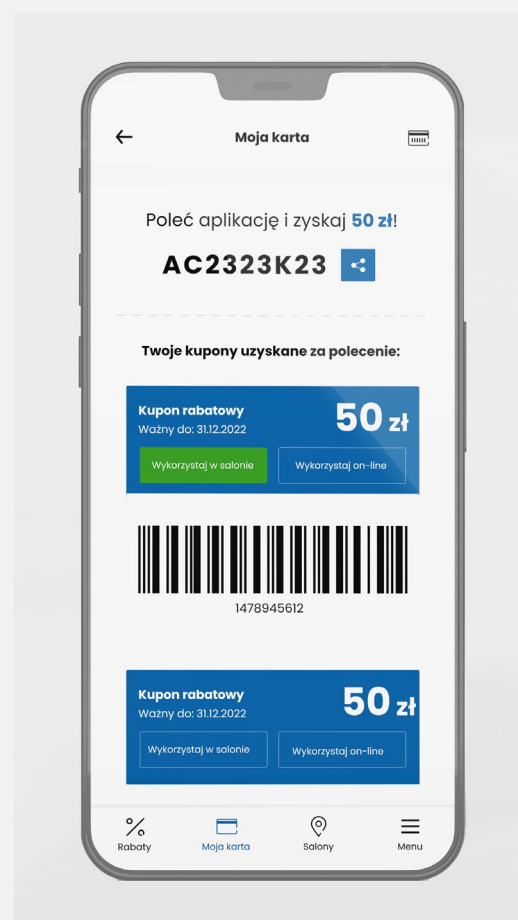 Moja karta
Poleć aplikację i zyskaj 50 zł!
AC2323K23
Twoje kupony uzyskane za polecenie:
Kupon rabatowy
Ważny do: 31.12.2022
50 zł
Wykorzystaj w salonie
Wykorzystaj on-line
1478945612
Kupon rabatowy
Ważny do: 31.12.2022
50 zł
Wykorzystaj w salonie
Wykorzystaj on-line
Rabaty
Moja karta
Salony
Menu